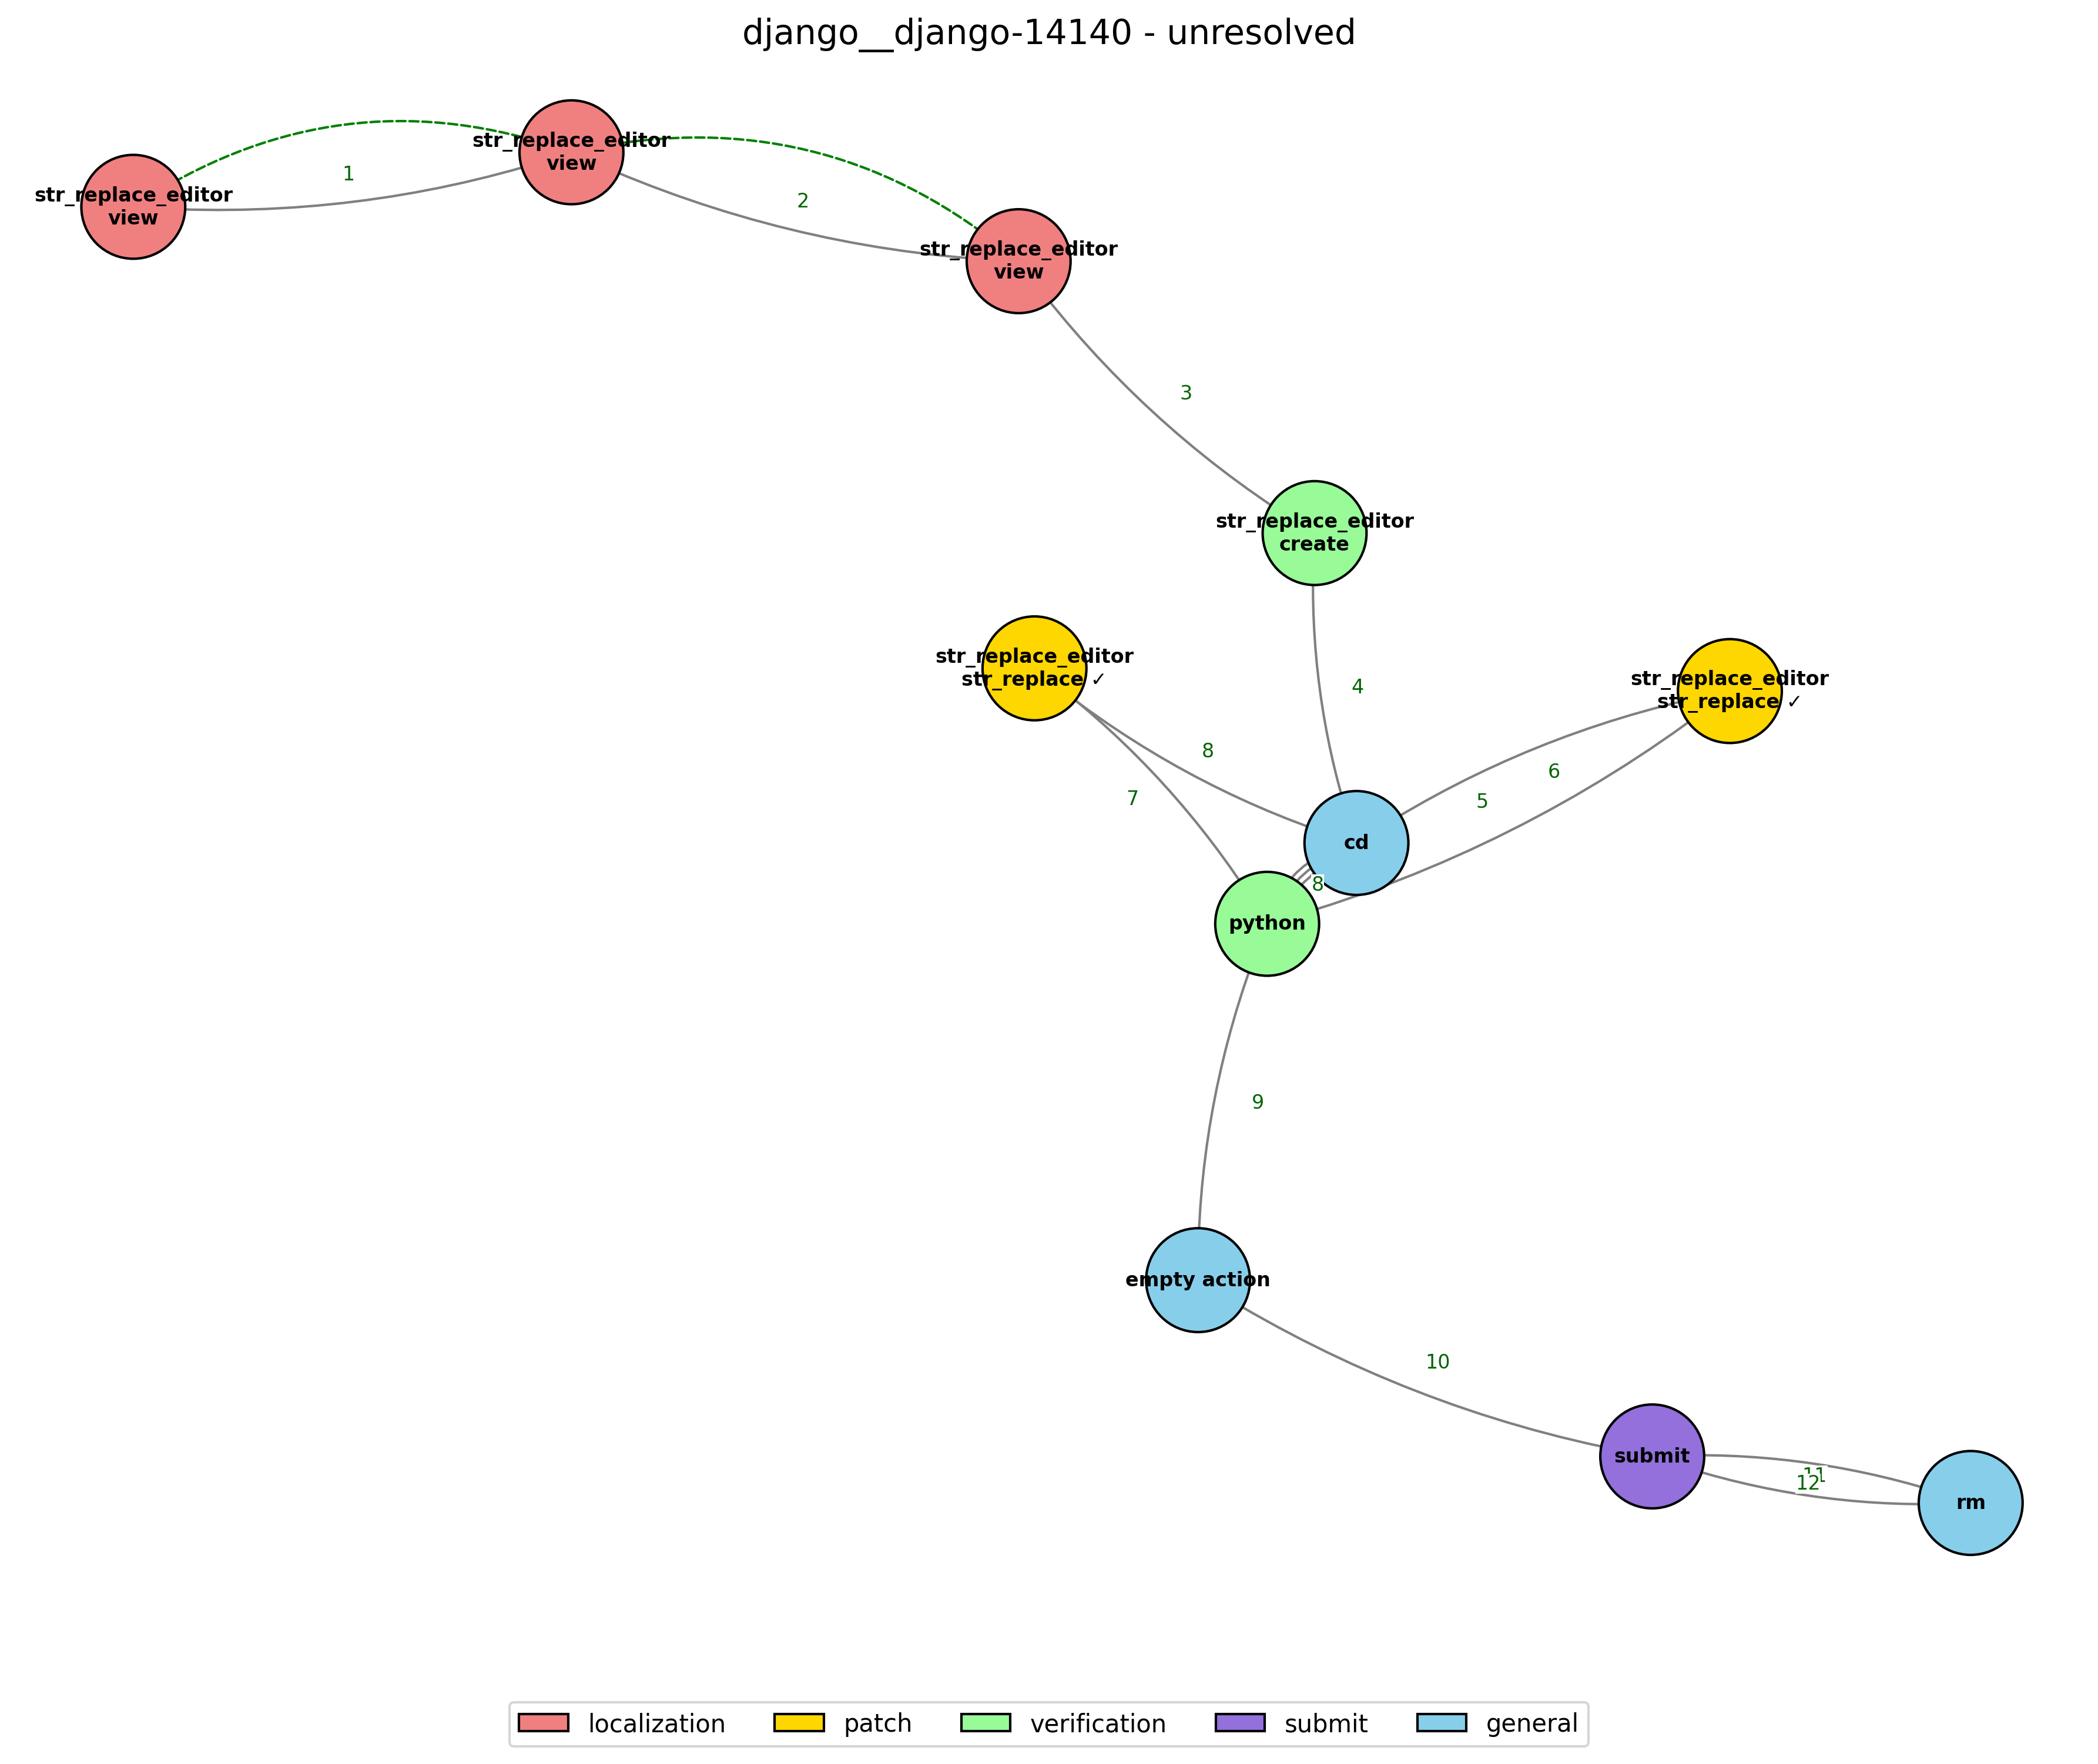 django__django-14140 - unresolved
str_replace_editor
view
1
str_replace_editor
view
2
str_replace_editor
view
3
str_replace_editor
create
4
str_replace_editor
str_replace ✓
str_replace_editor
str_replace ✓
8
7
6
5
cd
8
python
9
empty action
10
submit
11
12
rm
localization
patch
verification
submit
general